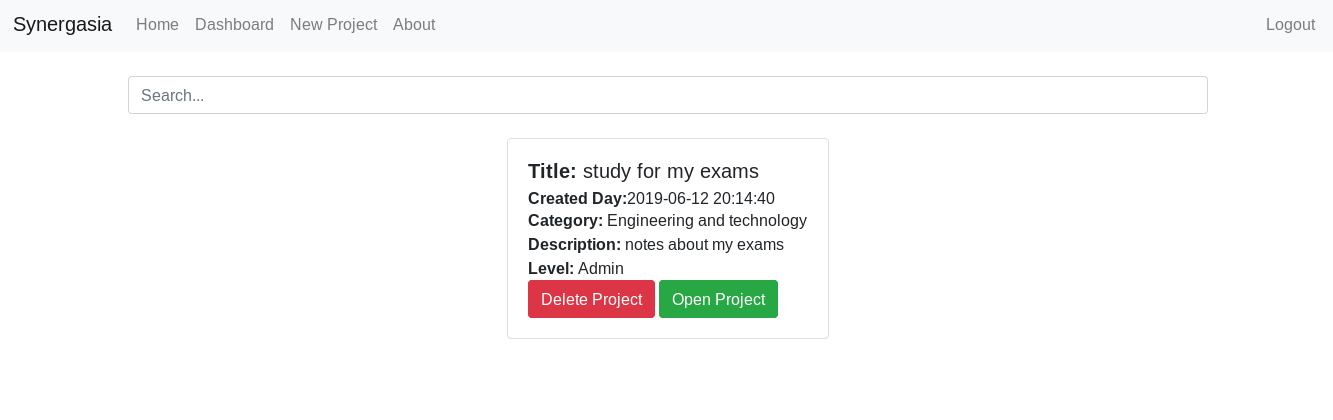 Synergasia Home Dashboard New Project About Logout
Search...
Title: study for my exams
Created Day:2019-06-12 20:14:40
Category: Engineering and technology
Description: notes about my exams
Level: Admin
Delete Project Open Project